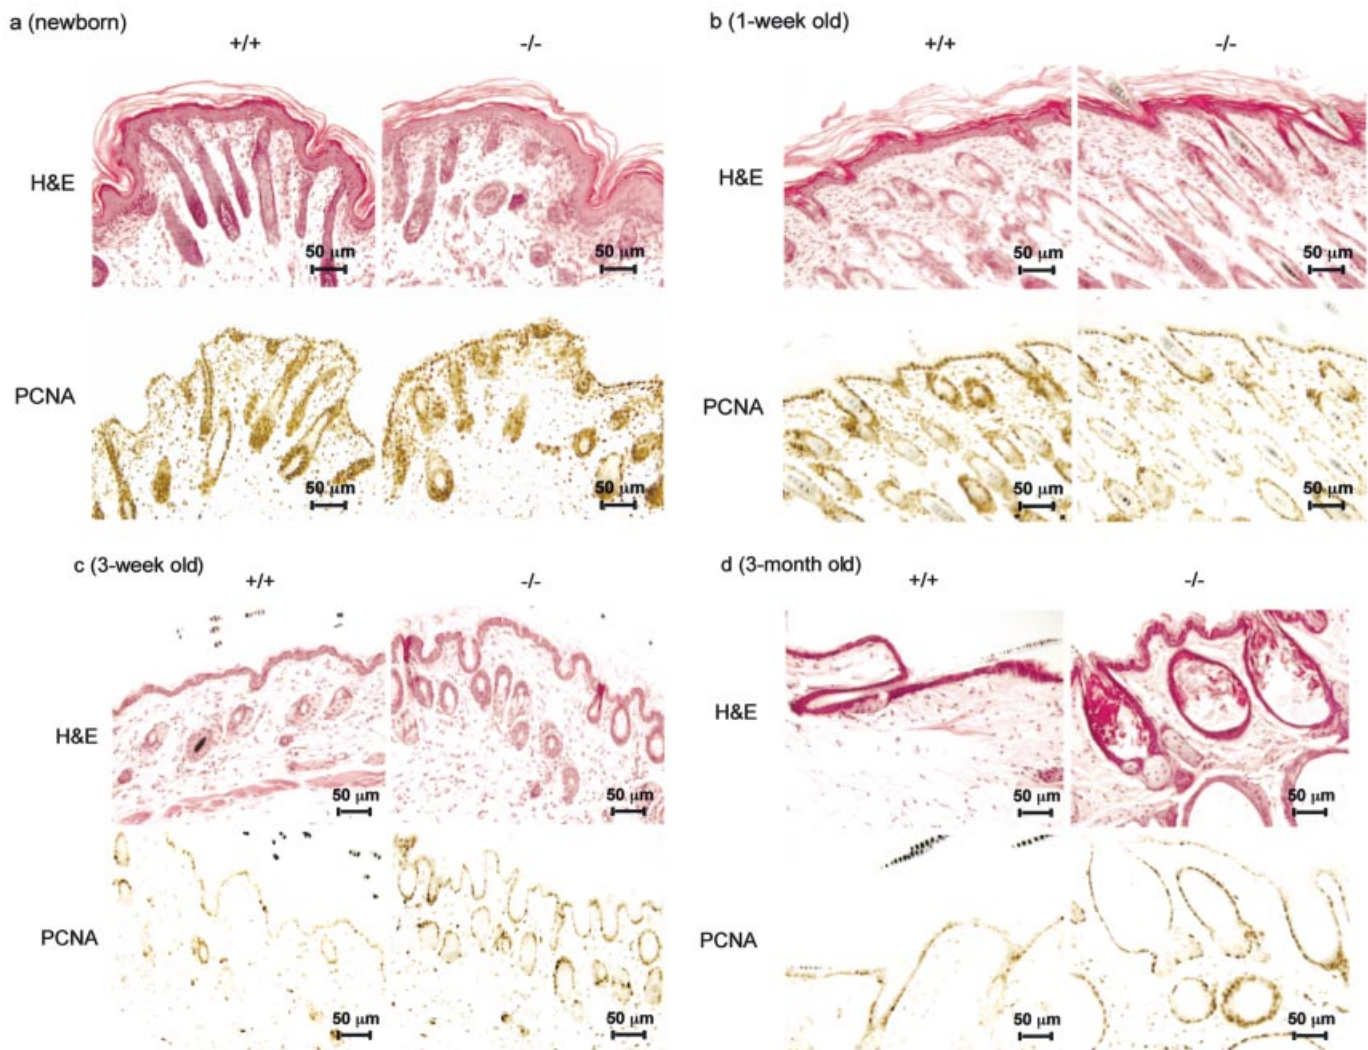 a (newborn)
+/+ -/-
H&E
50 μm 50 μm
PCNA
50 μm 50 μm
b (1-week old)
+/+ -/-
H&E
50 μm 50 μm
PCNA
50 μm 50 μm
c (3-week old)
+/+ -/-
H&E
50 μm 50 μm
PCNA
50 μm 50 μm
d (3-month old)
+/+ -/-
H&E
50 μm 50 μm
PCNA
50 μm 50 μm